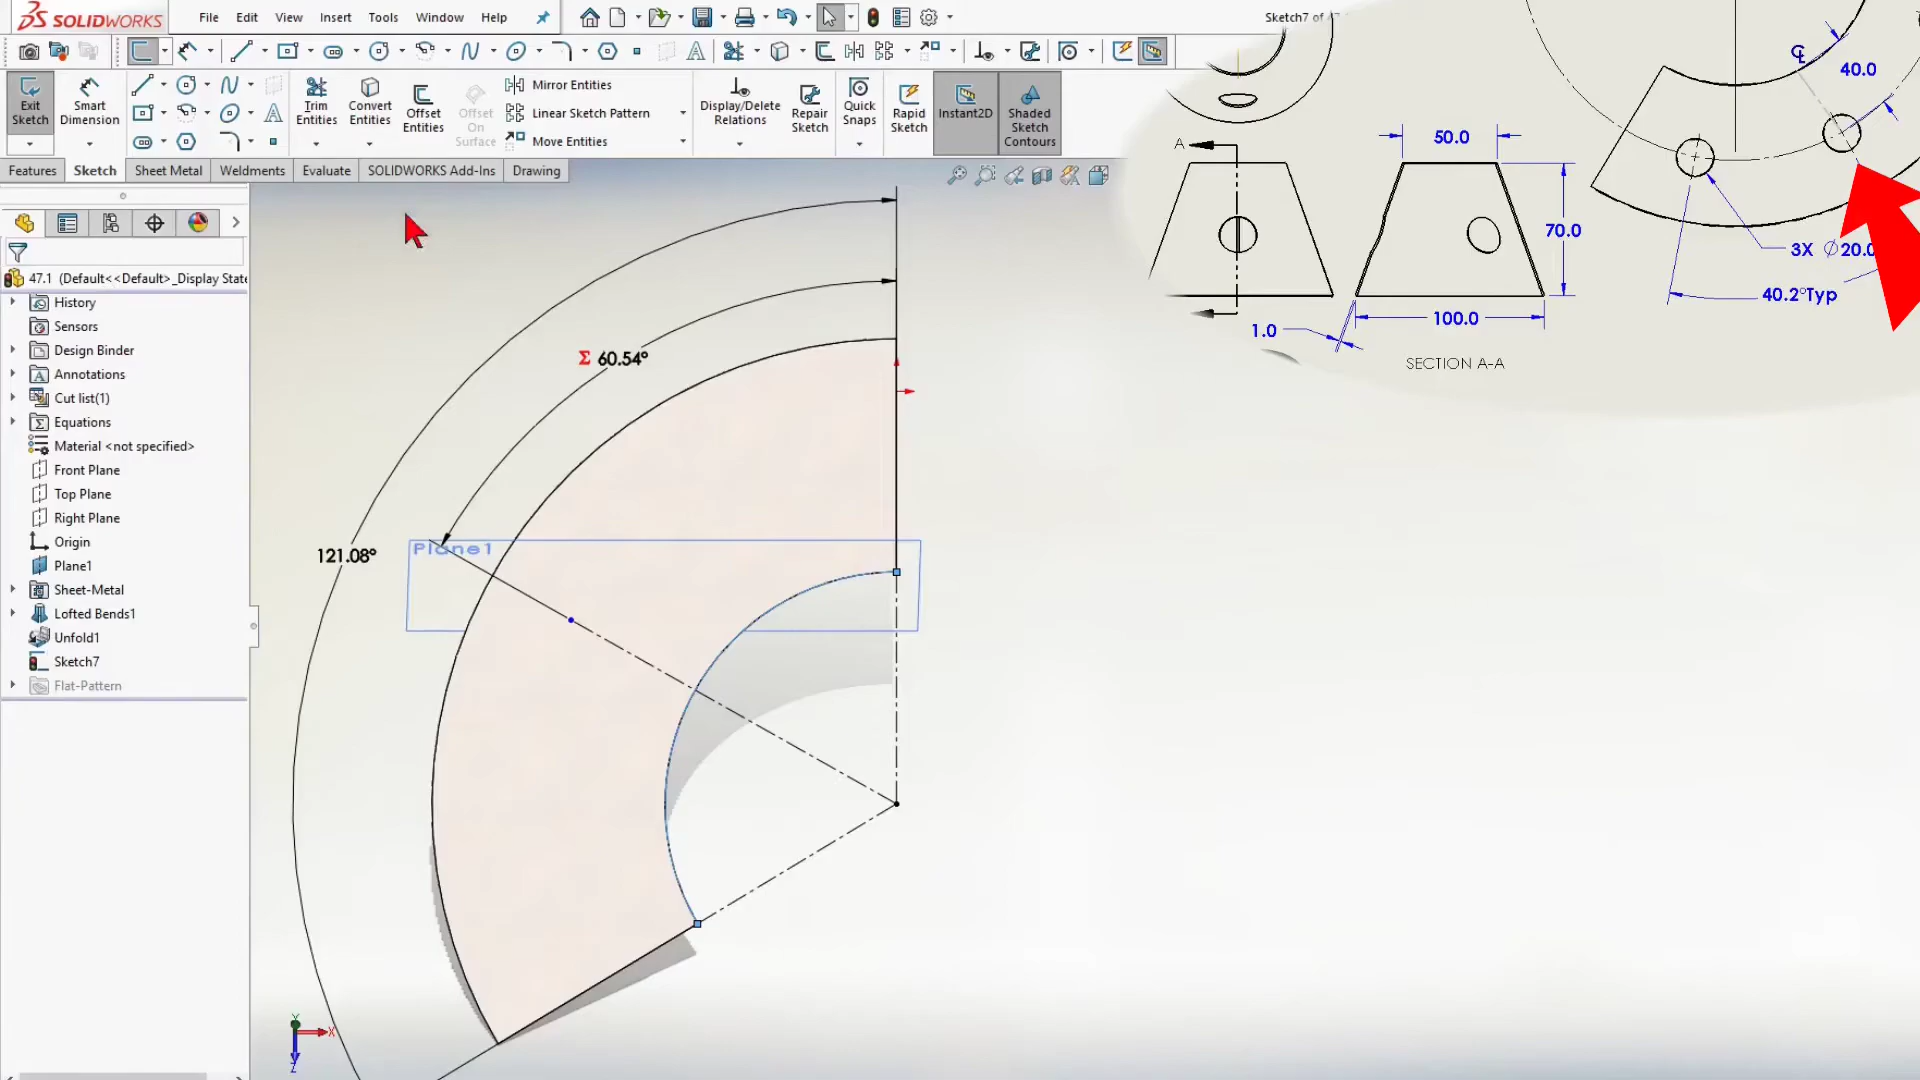 SOLIDWORKS
File Edit View Insert Tools Window Help
Sketch7 of 47
Exit Sketch
Smart Dimension
Trim Entities
Convert Entities
Offset Entities
Offset On Surface
Mirror Entities
Linear Sketch Pattern
Move Entities
Display/Delete Relations
Repair Sketch
Quick Snaps
Rapid Sketch
Instant2D
Shaded Sketch Contours
Features Sketch Sheet Metal Weldments Evaluate SOLIDWORKS Add-Ins Drawing
47.1 (Default<<Default>_Display State
History
Sensors
Design Binder
Annotations
Cut list(1)
Equations
Material <not specified>
Front Plane
Top Plane
Right Plane
Origin
Plane1
Sheet-Metal
Lofted Bends1
Unfold1
Sketch7
Flat-Pattern
Σ 60.54°
121.08°
Plane1
Y
X
Z
A
50.0
70.0
1.0
100.0
SECTION A-A
℄
40.0
3X ∅20.0
40.2°Typ